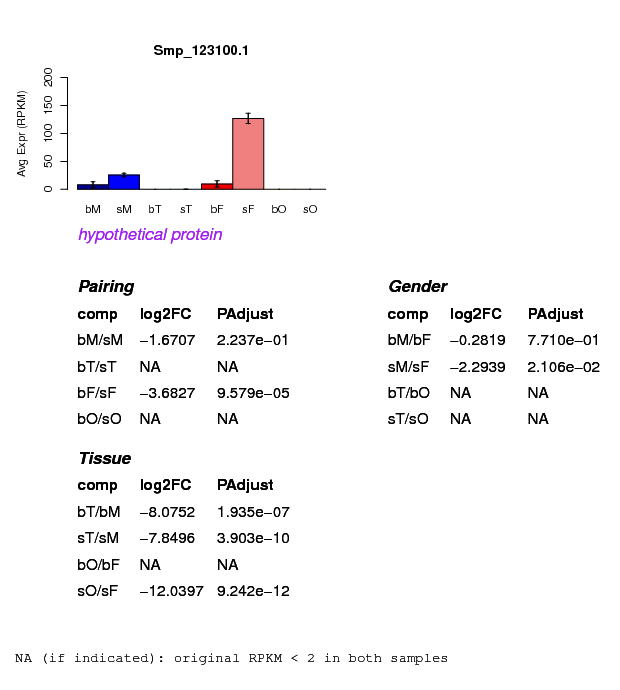 Smp_123100.1
Avg Expr (RPKM)
200
150
100
50
0
bM sM bT sT bF sF bO sO
hypothetical protein
Pairing
comp log2FC PAdjust
bM/sM −1.6707 2.237e−01
bT/sT NA NA
bF/sF −3.6827 9.579e−05
bO/sO NA NA
Gender
comp log2FC PAdjust
bM/bF −0.2819 7.710e−01
sM/sF −2.2939 2.106e−02
bT/bO NA NA
sT/sO NA NA
Tissue
comp log2FC PAdjust
bT/bM −8.0752 1.935e−07
sT/sM −7.8496 3.903e−10
bO/bF NA NA
sO/sF −12.0397 9.242e−12
NA (if indicated): original RPKM < 2 in both samples